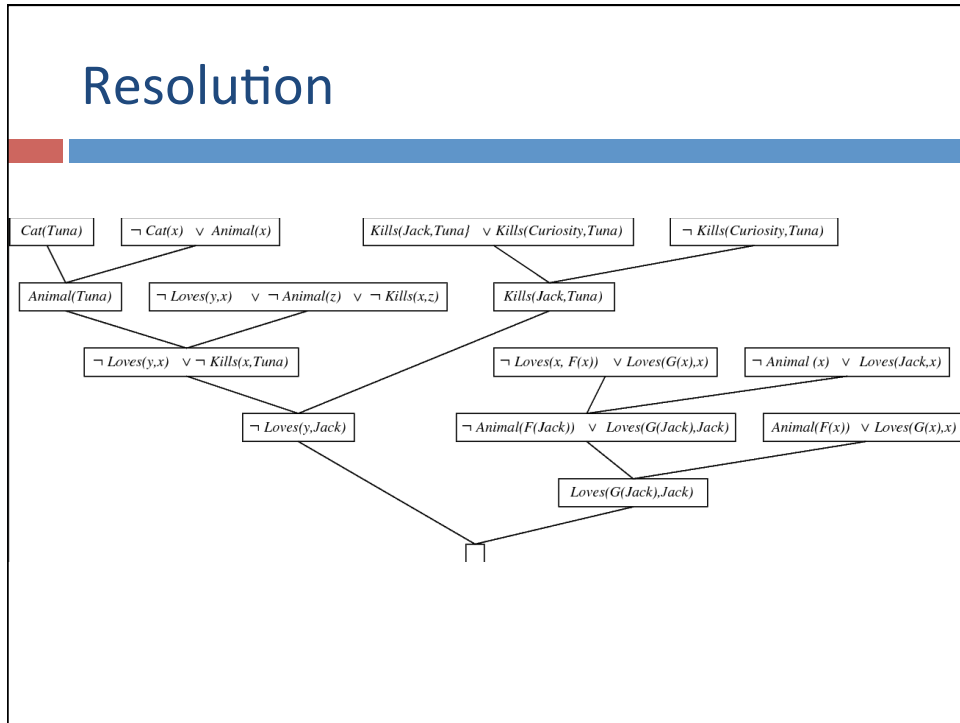 Resolution
Cat(Tuna) ¬ Cat(x) ∨ Animal(x) Kills(Jack,Tuna} ∨ Kills(Curiosity,Tuna) ¬ Kills(Curiosity,Tuna)
Animal(Tuna) ¬ Loves(y,x) ∨ ¬ Animal(z) ∨ ¬ Kills(x,z) Kills(Jack,Tuna)
¬ Loves(y,x) ∨ ¬ Kills(x,Tuna) ¬ Loves(x, F(x)) ∨ Loves(G(x),x) ¬ Animal (x) ∨ Loves(Jack,x)
¬ Loves(y,Jack) ¬ Animal(F(Jack)) ∨ Loves(G(Jack),Jack) Animal(F(x)) ∨ Loves(G(x),x)
Loves(G(Jack),Jack)